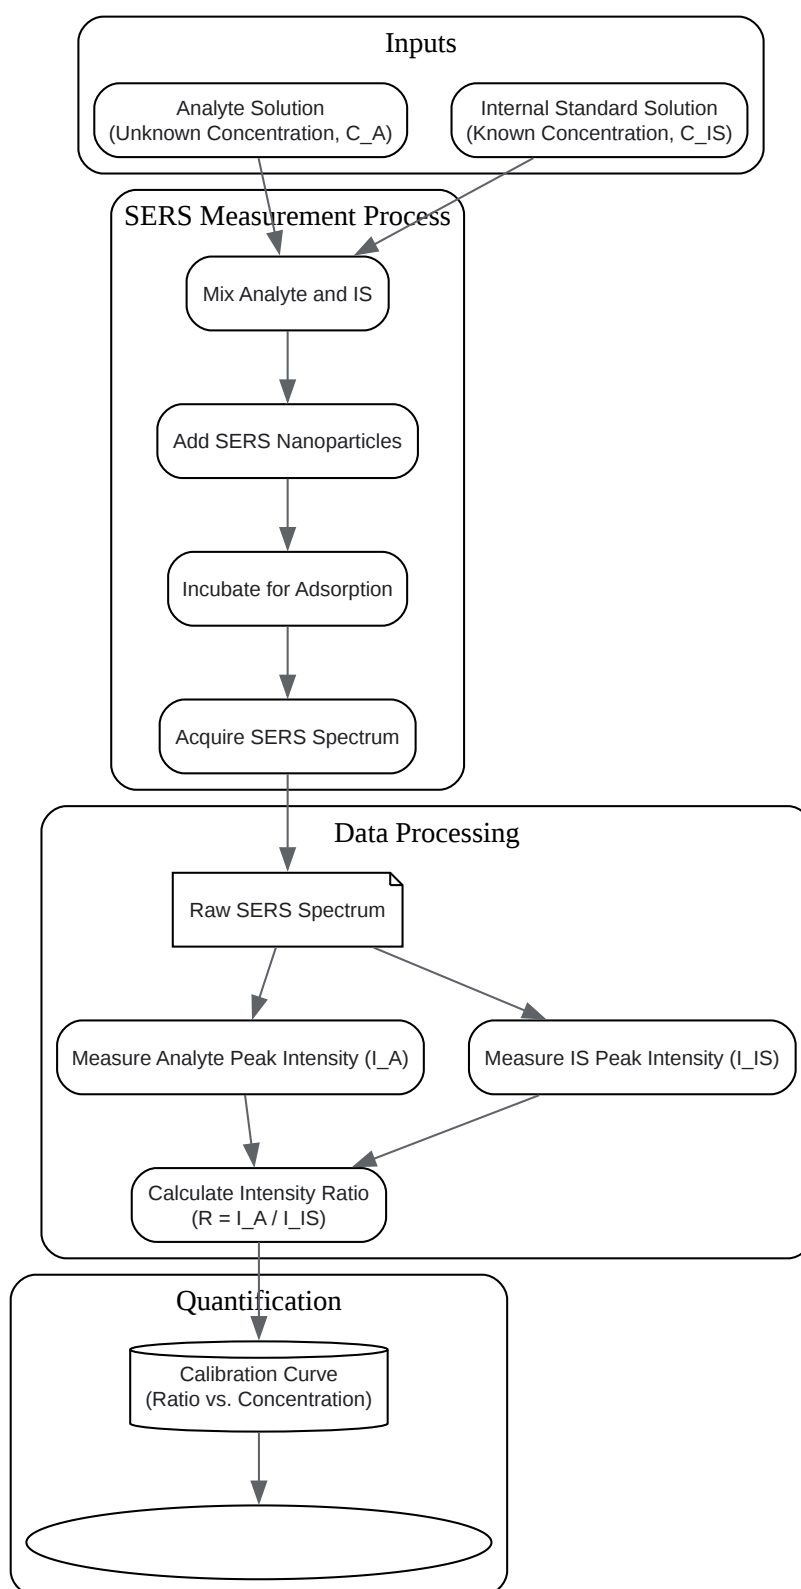 Inputs
Analyte Solution
(Unknown Concentration, C_A)
Internal Standard Solution
(Known Concentration, C_IS)
SERS Measurement Process
Mix Analyte and IS
Add SERS Nanoparticles
Incubate for Adsorption
Acquire SERS Spectrum
Data Processing
Raw SERS Spectrum
Measure Analyte Peak Intensity (I_A)
Measure IS Peak Intensity (I_IS)
Calculate Intensity Ratio
(R = I_A / I_IS)
Quantification
Calibration Curve
(Ratio vs. Concentration)